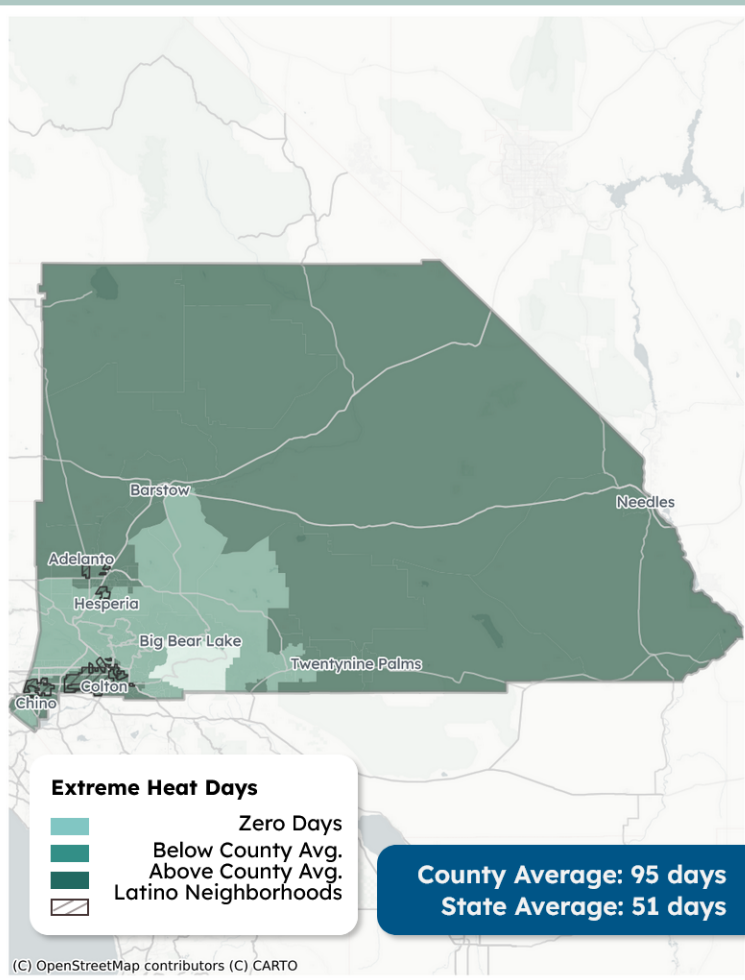 Barstow
Needles
Adelanto
Hesperia
Big Bear Lake
Twentynine Palms
Colton
Chino
Extreme Heat Days
Zero Days
Below County Avg.
Above County Avg.
Latino Neighborhoods
County Average: 95 days
State Average: 51 days
(C) OpenStreetMap contributors (C) CARTO